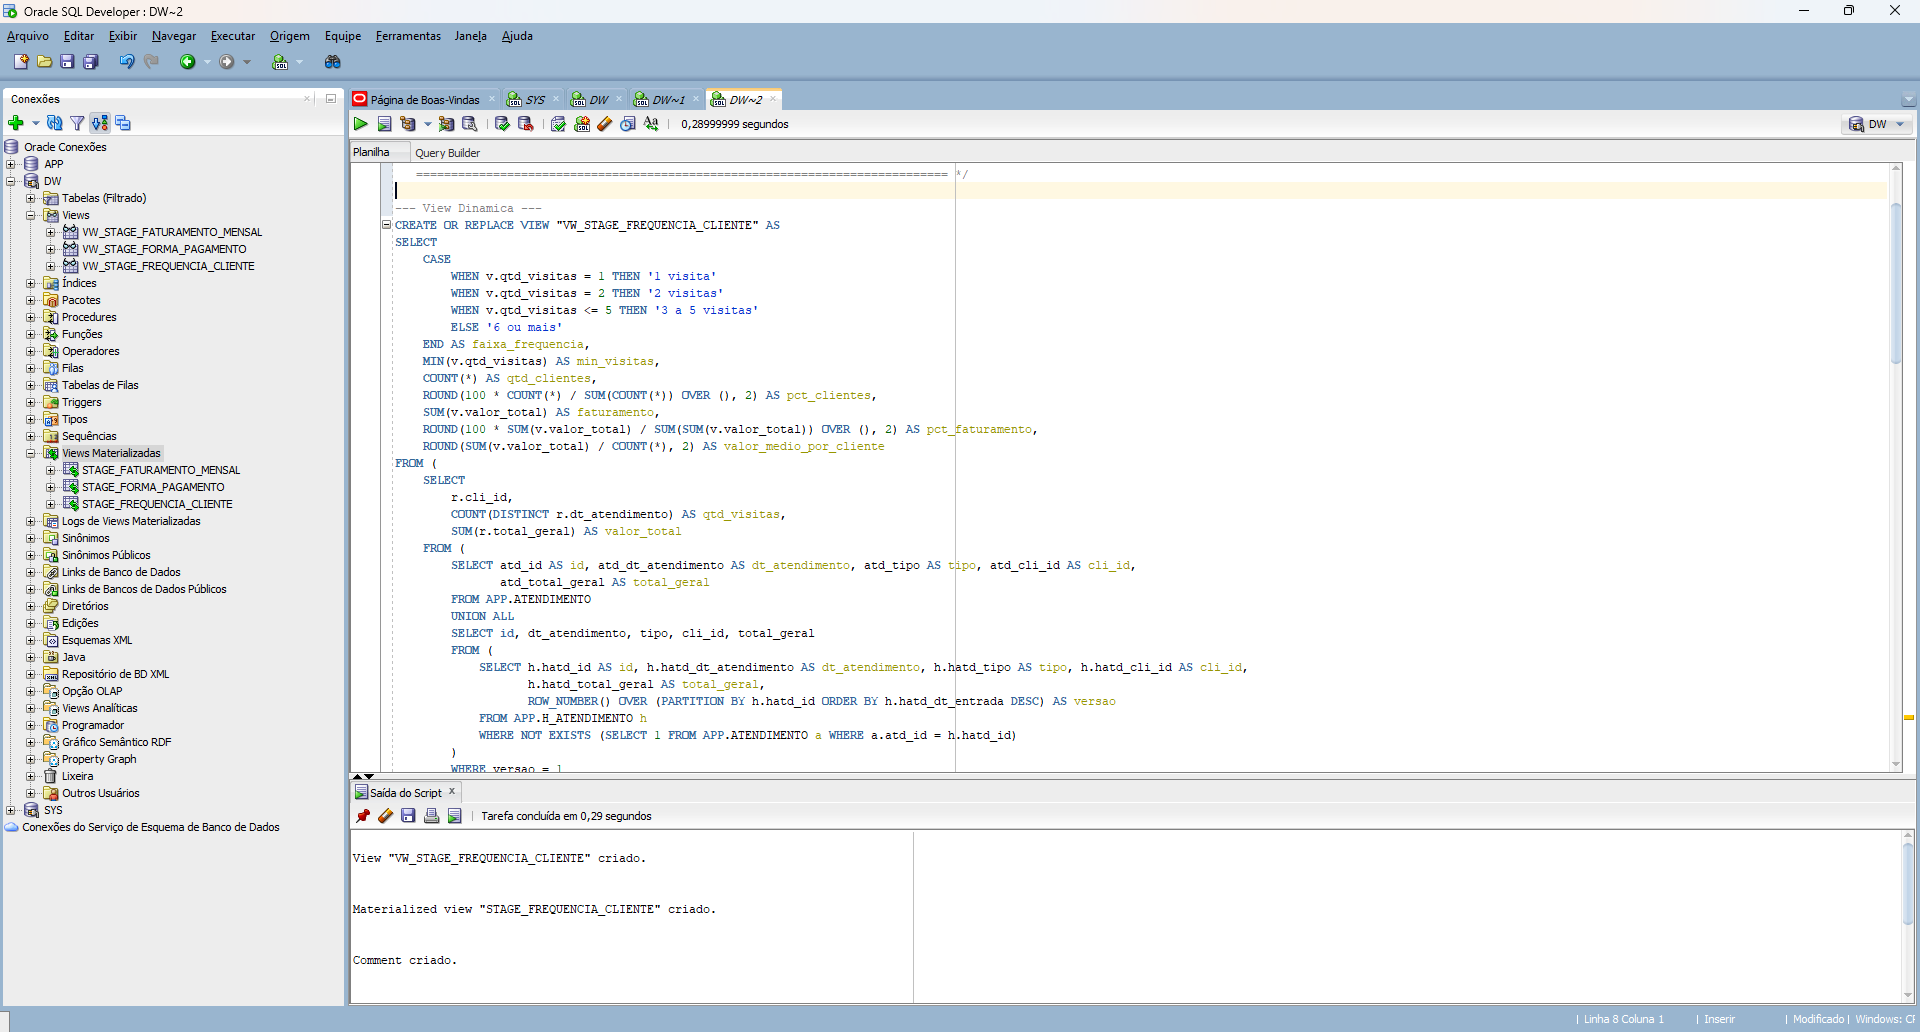 Oracle SQL Developer : DW~2
Arquivo Editar Exibir Navegar Executar Origem Equipe Ferramentas Janela Ajuda
Conexões
Oracle Conexões
APP
DW
Tabelas (Filtrado)
Views
VW_STAGE_FATURAMENTO_MENSAL
VW_STAGE_FORMA_PAGAMENTO
VW_STAGE_FREQUENCIA_CLIENTE
Índices
Pacotes
Procedures
Funções
Operadores
Filas
Tabelas de Filas
Triggers
Tipos
Sequências
Views Materializadas
STAGE_FATURAMENTO_MENSAL
STAGE_FORMA_PAGAMENTO
STAGE_FREQUENCIA_CLIENTE
Logs de Views Materializadas
Sinônimos
Sinônimos Públicos
Links de Banco de Dados
Links de Bancos de Dados Públicos
Diretórios
Edições
Esquemas XML
Java
Repositório de BD XML
Opção OLAP
Views Analíticas
Programador
Gráfico Semântico RDF
Property Graph
Lixeira
Outros Usuários
SYS
Conexões do Serviço de Esquema de Banco de Dados
Página de Boas-Vindas SYS DW DW~1 DW~2
0,28999999 segundos
DW
Planilha Query Builder
============================================================================ */
--- View Dinamica ---
CREATE OR REPLACE VIEW "VW_STAGE_FREQUENCIA_CLIENTE" AS
SELECT
CASE
WHEN v.qtd_visitas = 1 THEN '1 visita'
WHEN v.qtd_visitas = 2 THEN '2 visitas'
WHEN v.qtd_visitas <= 5 THEN '3 a 5 visitas'
ELSE '6 ou mais'
END AS faixa_frequencia,
MIN(v.qtd_visitas) AS min_visitas,
COUNT(*) AS qtd_clientes,
ROUND(100 * COUNT(*) / SUM(COUNT(*)) OVER (), 2) AS pct_clientes,
SUM(v.valor_total) AS faturamento,
ROUND(100 * SUM(v.valor_total) / SUM(SUM(v.valor_total)) OVER (), 2) AS pct_faturamento,
ROUND(SUM(v.valor_total) / COUNT(*), 2) AS valor_medio_por_cliente
FROM (
SELECT
r.cli_id,
COUNT(DISTINCT r.dt_atendimento) AS qtd_visitas,
SUM(r.total_geral) AS valor_total
FROM (
SELECT atd_id AS id, atd_dt_atendimento AS dt_atendimento, atd_tipo AS tipo, atd_cli_id AS cli_id,
atd_total_geral AS total_geral
FROM APP.ATENDIMENTO
UNION ALL
SELECT id, dt_atendimento, tipo, cli_id, total_geral
FROM (
SELECT h.hatd_id AS id, h.hatd_dt_atendimento AS dt_atendimento, h.hatd_tipo AS tipo, h.hatd_cli_id AS cli_id,
h.hatd_total_geral AS total_geral,
ROW_NUMBER() OVER (PARTITION BY h.hatd_id ORDER BY h.hatd_dt_entrada DESC) AS versao
FROM APP.H_ATENDIMENTO h
WHERE NOT EXISTS (SELECT 1 FROM APP.ATENDIMENTO a WHERE a.atd_id = h.hatd_id)
)
WHERE versao = 1
Saída do Script
Tarefa concluída em 0,29 segundos
View "VW_STAGE_FREQUENCIA_CLIENTE" criado.
Materialized view "STAGE_FREQUENCIA_CLIENTE" criado.
Comment criado.
Linha 8 Coluna 1 | Inserir | Modificado | Windows: CF